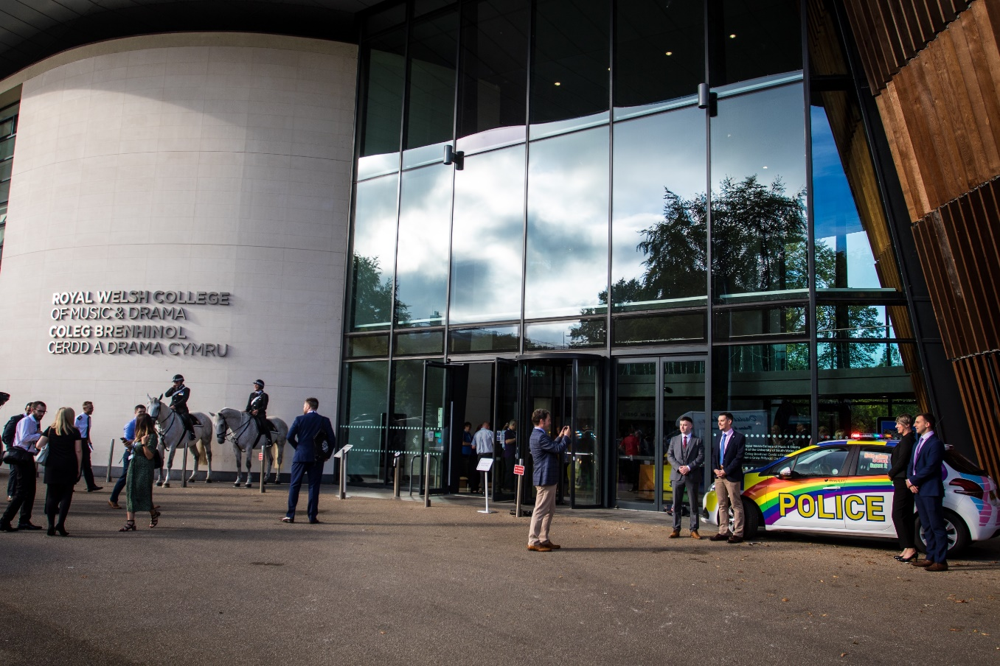 ROYAL WELSH COLLEGE
OF MUSIC & DRAMA
COLEG BRENHINOL
CERDD A DRAMA CYMRU
POLICE